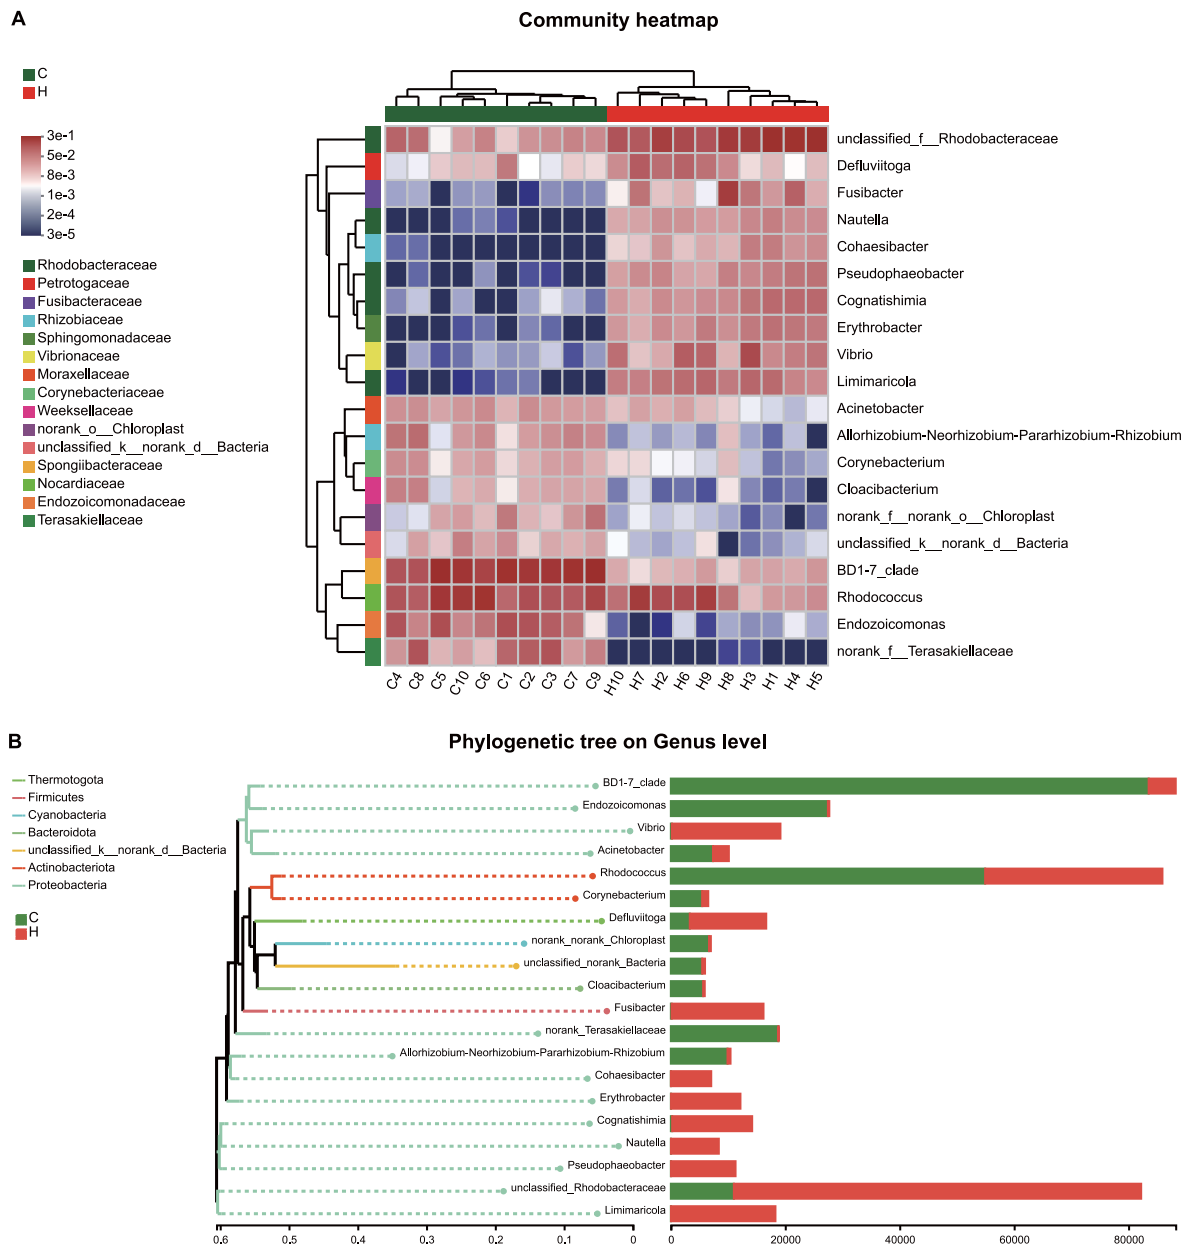 A
Community heatmap
C
H
3e-1
5e-2
8e-3
1e-3
2e-4
3e-5
Rhodobacteraceae
Petrotogaceae
Fusibacteraceae
Rhizobiaceae
Sphingomonadaceae
Vibrionaceae
Moraxellaceae
Corynebacteriaceae
Weeksellaceae
norank_o__Chloroplast
unclassified_k__norank_d__Bacteria
Spongiibacteraceae
Nocardiaceae
Endozoicomonadaceae
Terasakiellaceae
unclassified_f__Rhodobacteraceae
Defluviitoga
Fusibacter
Nautella
Cohaesibacter
Pseudophaeobacter
Cognatishimia
Erythrobacter
Vibrio
Limimaricola
Acinetobacter
Allorhizobium-Neorhizobium-Pararhizobium-Rhizobium
Corynebacterium
Cloacibacterium
norank_f__norank_o__Chloroplast
unclassified_k__norank_d__Bacteria
BD1-7_clade
Rhodococcus
Endozoicomonas
norank_f__Terasakiellaceae
C4 C8 C5 C10 C6 C1 C2 C3 C7 C9 H10 H7 H2 H6 H9 H8 H3 H1 H4 H5
B
Phylogenetic tree on Genus level
Thermotogota
Firmicutes
Cyanobacteria
Bacteroidota
unclassified_k__norank_d__Bacteria
Actinobacteriota
Proteobacteria
C
H
BD1-7_clade
Endozoicomonas
Vibrio
Acinetobacter
Rhodococcus
Corynebacterium
Defluviitoga
norank_norank_Chloroplast
unclassified_norank_Bacteria
Cloacibacterium
Fusibacter
norank_Terasakiellaceae
Allorhizobium-Neorhizobium-Pararhizobium-Rhizobium
Cohaesibacter
Erythrobacter
Cognatishimia
Nautella
Pseudophaeobacter
unclassified_Rhodobacteraceae
Limimaricola
0.6 0.5 0.4 0.3 0.2 0.1 0 0 20000 40000 60000 80000